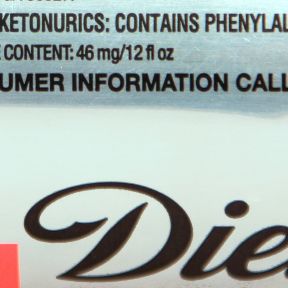 KETONURICS: CONTAINS PHENYLAL
CONTENT: 46 mg/12 fl oz
UMER INFORMATION CALL
Die